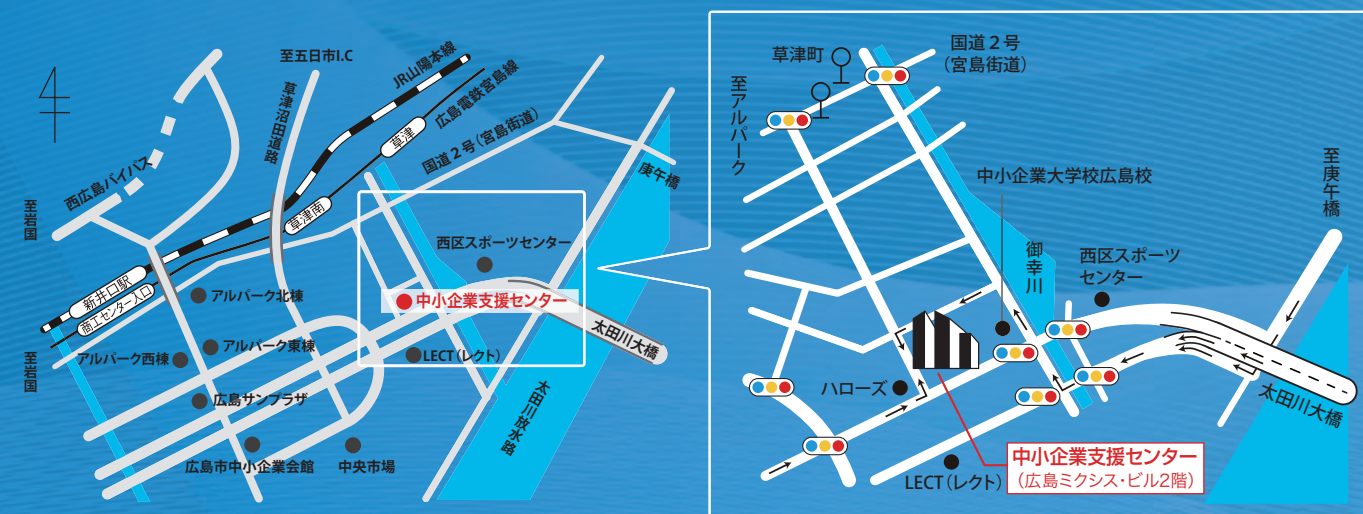 至五日市I.C
JR山陽本線
広島電鉄宮島線
草津沼田道路
草津
国道2号(宮島街道)
西広島バイパス
庚午橋
至岩国
草津南
西区スポーツセンター
新井口駅
商工センター入口
アルパーク北棟
中小企業支援センター
太田川大橋
アルパーク西棟
アルパーク東棟
LECT(レクト)
至岩国
広島サンプラザ
太田川放水路
広島市中小企業会館
中央市場
国道2号
(宮島街道)
草津町
至アルパーク
中小企業大学校広島校
至庚午橋
御幸川
西区スポーツ
センター
ハローズ
太田川大橋
中小企業支援センター
(広島ミクシス・ビル2階)
LECT(レクト)